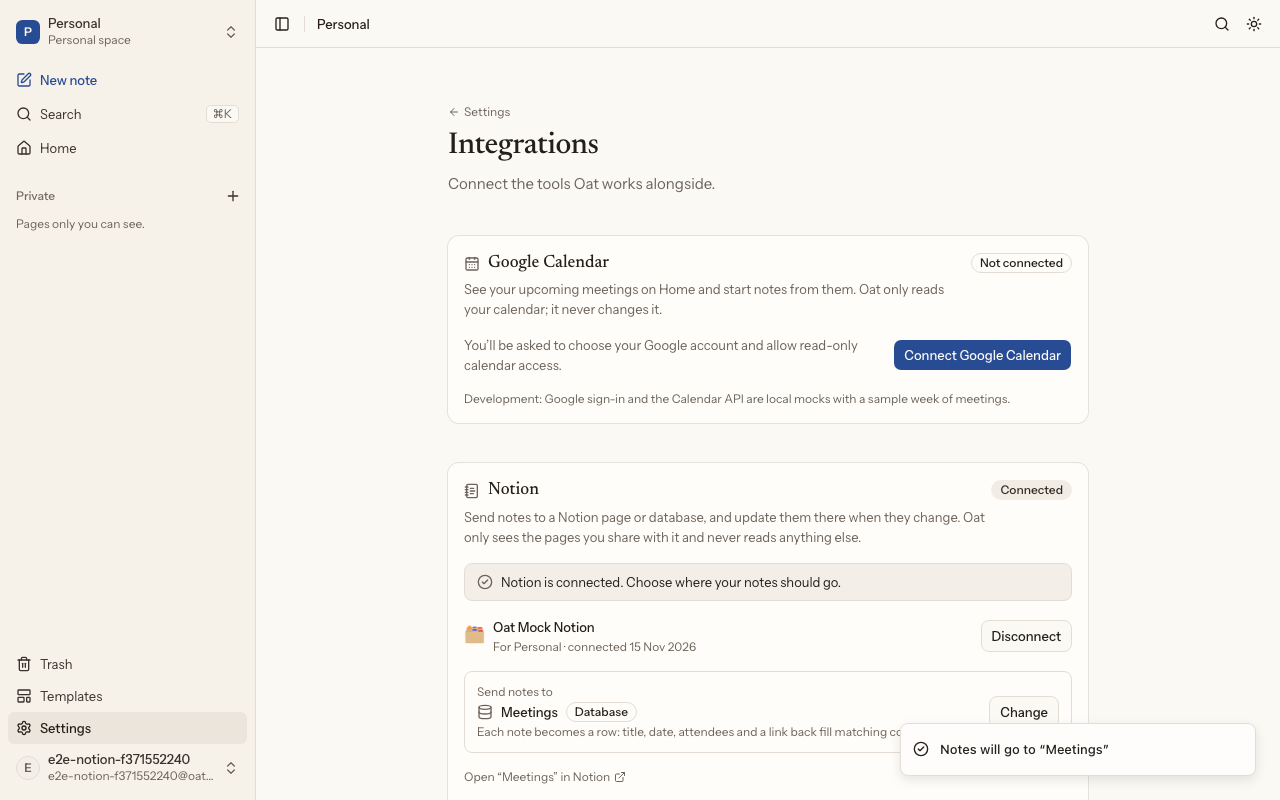 P
Personal
Personal space
New note
Search
⌘K
Home
Private
Pages only you can see.
Trash
Templates
Settings
E
e2e-notion-f371552240
e2e-notion-f371552240@oat…
Personal
Settings
Integrations
Connect the tools Oat works alongside.
Google Calendar
Not connected
See your upcoming meetings on Home and start notes from them. Oat only reads
your calendar; it never changes it.
You’ll be asked to choose your Google account and allow read-only
calendar access.
Connect Google Calendar
Development: Google sign-in and the Calendar API are local mocks with a sample week of meetings.
Notion
Connected
Send notes to a Notion page or database, and update them there when they change. Oat
only sees the pages you share with it and never reads anything else.
Notion is connected. Choose where your notes should go.
Oat Mock Notion
For Personal · connected 15 Nov 2026
Disconnect
Send notes to
Meetings
Database
Change
Each note becomes a row: title, date, attendees and a link back fill matching
Open “Meetings” in Notion
Notes will go to “Meetings”